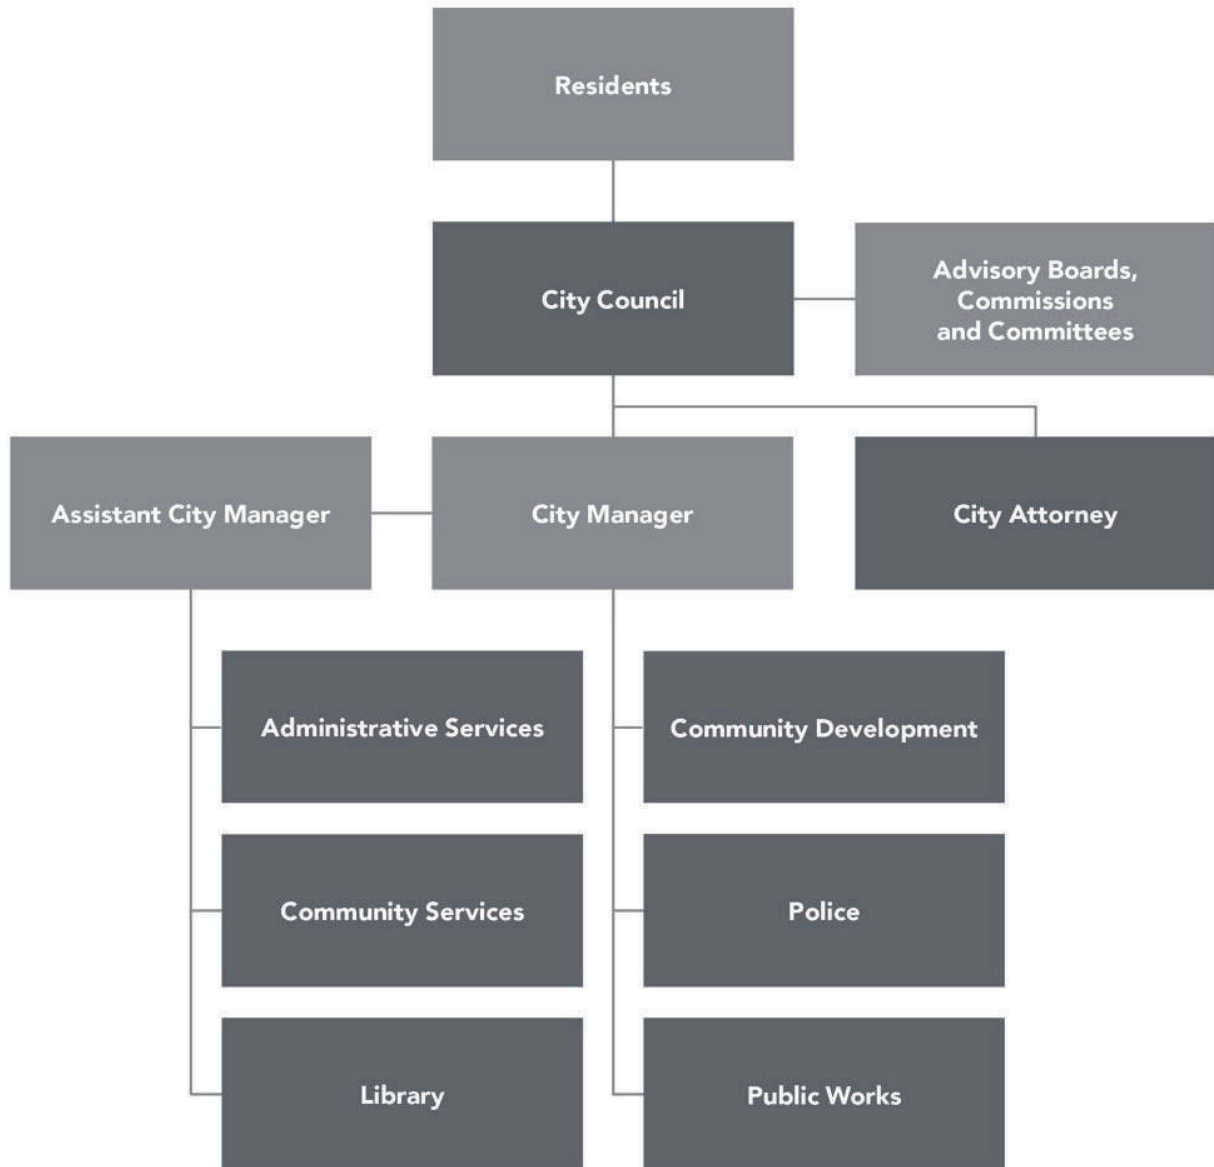 Residents
City Council
Advisory Boards,
Commissions
and Committees
Assistant City Manager
City Manager
City Attorney
Administrative Services
Community Development
Community Services
Police
Library
Public Works